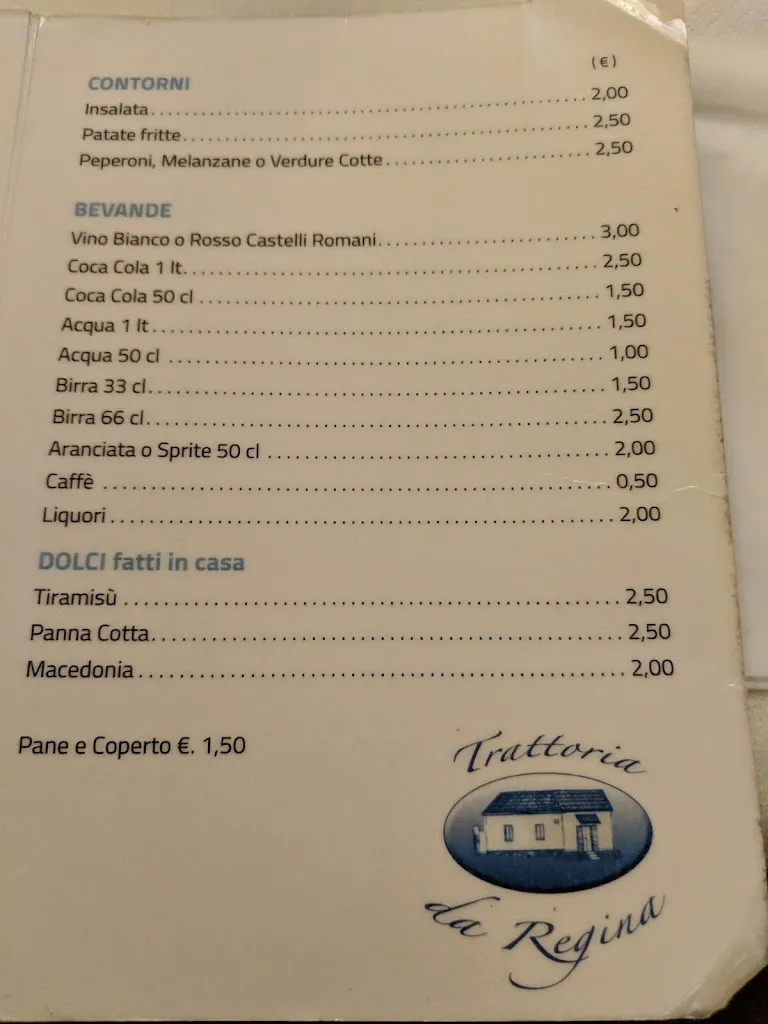 (€)
CONTORNI
Insalata 2,00
Patate fritte 2,50
Peperoni, Melanzane o Verdure Cotte 2,50
BEVANDE
Vino Bianco o Rosso Castelli Romani 3,00
Coca Cola 1 lt. 2,50
Coca Cola 50 cl 1,50
Acqua 1 lt 1,50
Acqua 50 cl 1,00
Birra 33 cl 1,50
Birra 66 cl 2,50
Aranciata o Sprite 50 cl 2,00
Caffè 0,50
Liquori 2,00
DOLCI fatti in casa
Tiramisù 2,50
Panna Cotta 2,50
Macedonia 2,00
Pane e Coperto €. 1,50
Trattoria
da Regina